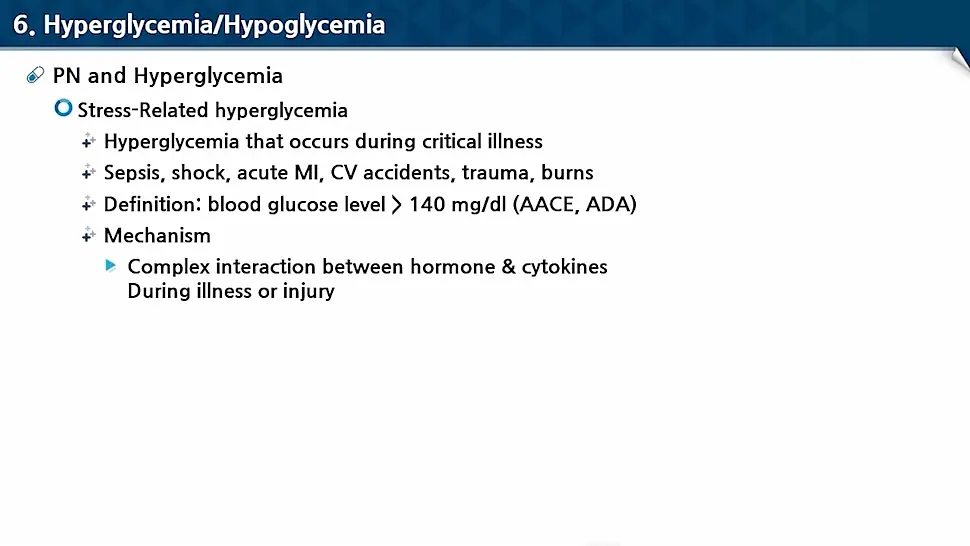 6. Hyperglycemia/Hypoglycemia
PN and Hyperglycemia
Stress-Related hyperglycemia
Hyperglycemia that occurs during critical illness
Sepsis, shock, acute MI, CV accidents, trauma, burns
Definition: blood glucose level > 140 mg/dl (AACE, ADA)
Mechanism
Complex interaction between hormone & cytokines
During illness or injury